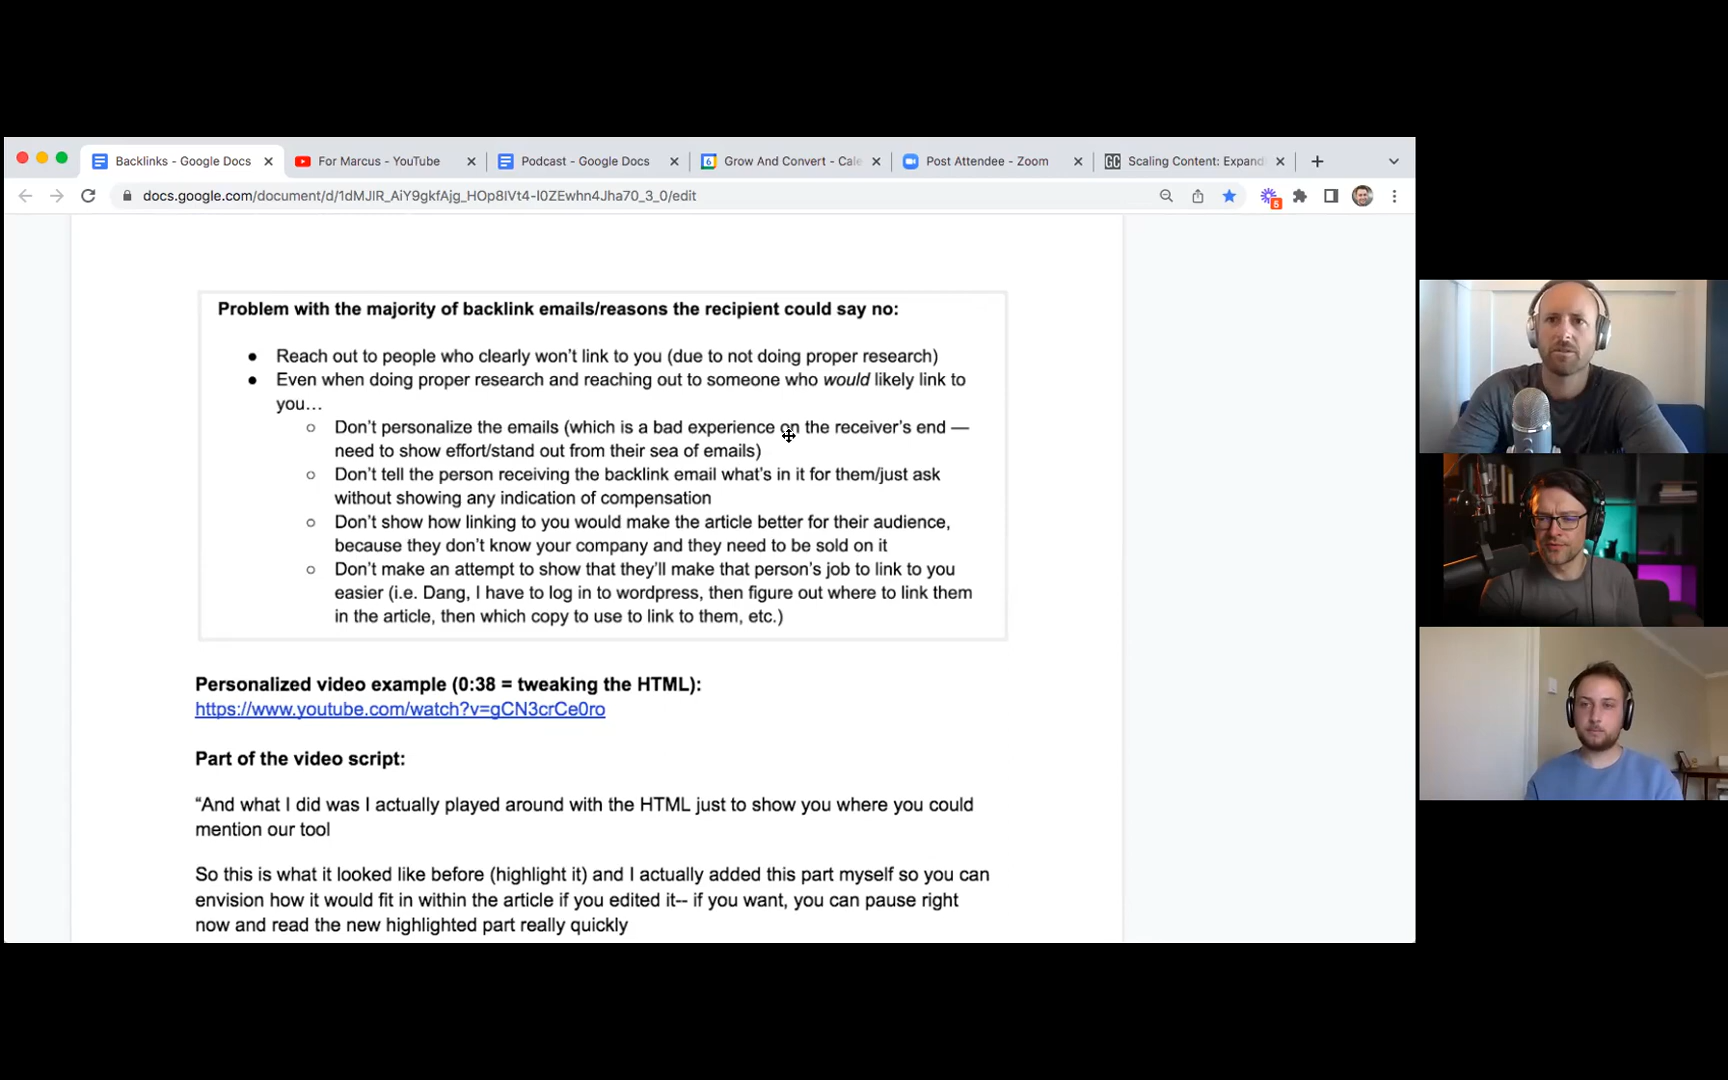 Backlinks - Google Docs
For Marcus - YouTube
Podcast - Google Docs
Grow And Convert - Cale
Post Attendee - Zoom
GC
Scaling Content: Expand
docs.google.com/document/d/1dMJlR_AiY9gkfAjg_HOp8IVt4-l0ZEwhn4Jha70_3_0/edit
5
Problem with the majority of backlink emails/reasons the recipient could say no:
● Reach out to people who clearly won’t link to you (due to not doing proper research)
● Even when doing proper research and reaching out to someone who would likely link to
you…
○ Don’t personalize the emails (which is a bad experience on the receiver’s end —
need to show effort/stand out from their sea of emails)
○ Don’t tell the person receiving the backlink email what’s in it for them/just ask
without showing any indication of compensation
○ Don’t show how linking to you would make the article better for their audience,
because they don’t know your company and they need to be sold on it
○ Don’t make an attempt to show that they’ll make that person’s job to link to you
easier (i.e. Dang, I have to log in to wordpress, then figure out where to link them
in the article, then which copy to use to link to them, etc.)
Personalized video example (0:38 = tweaking the HTML):
https://www.youtube.com/watch?v=gCN3crCe0ro
Part of the video script:
“And what I did was I actually played around with the HTML just to show you where you could
mention our tool
So this is what it looked like before (highlight it) and I actually added this part myself so you can
envision how it would fit in within the article if you edited it-- if you want, you can pause right
now and read the new highlighted part really quickly